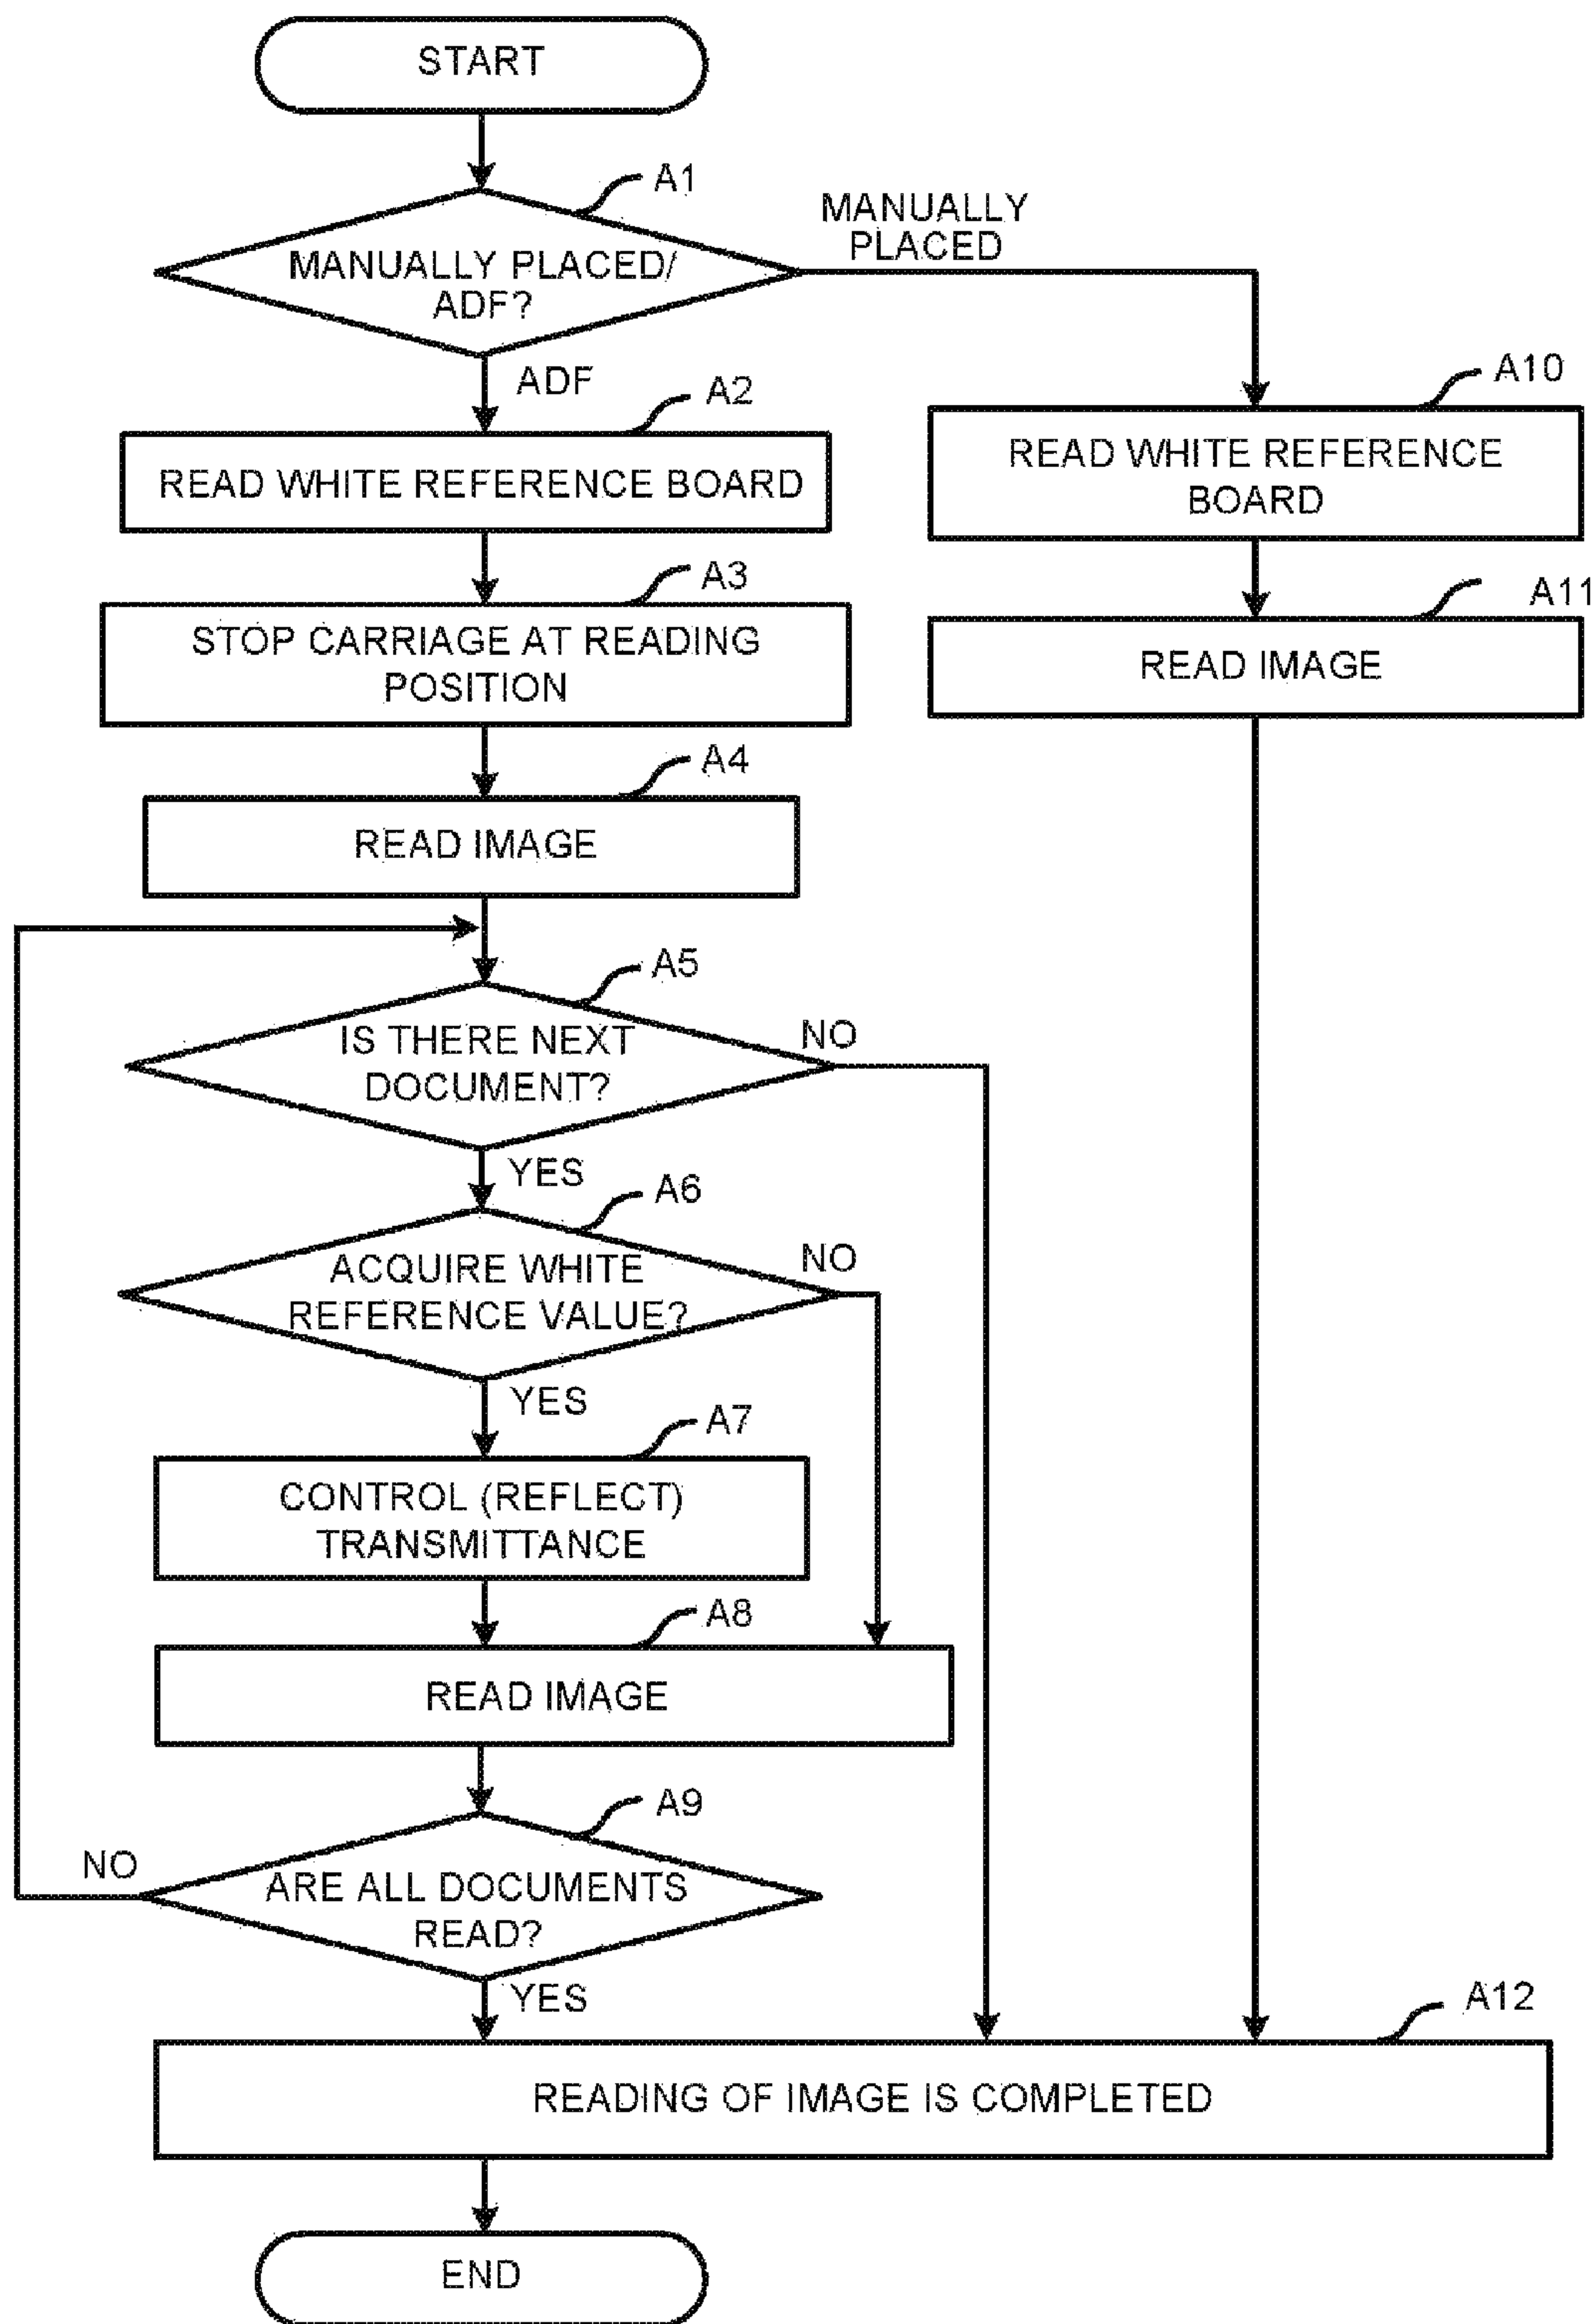 START
A1
MANUALLY PLACED/
ADF?
MANUALLY
PLACED
ADF
A2
READ WHITE REFERENCE BOARD
A10
READ WHITE REFERENCE
BOARD
A3
STOP CARRIAGE AT READING
POSITION
A11
READ IMAGE
A4
READ IMAGE
A5
IS THERE NEXT
DOCUMENT?
NO
YES
A6
ACQUIRE WHITE
REFERENCE VALUE?
NO
YES
A7
CONTROL (REFLECT)
TRANSMITTANCE
A8
READ IMAGE
A9
ARE ALL DOCUMENTS
READ?
NO
YES
A12
READING OF IMAGE IS COMPLETED
END